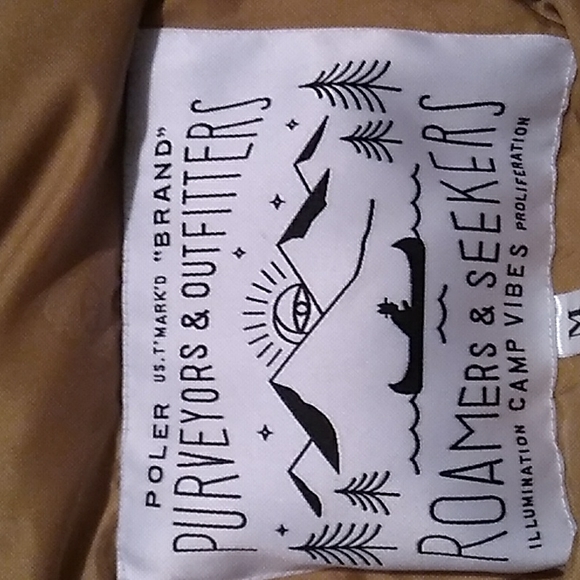 POLER US.T'MARK'D "BRAND"
PURVEYORS & OUTFITTERS
ROAMERS & SEEKERS
ILLUMINATION CAMP VIBES PROLIFERATION
M